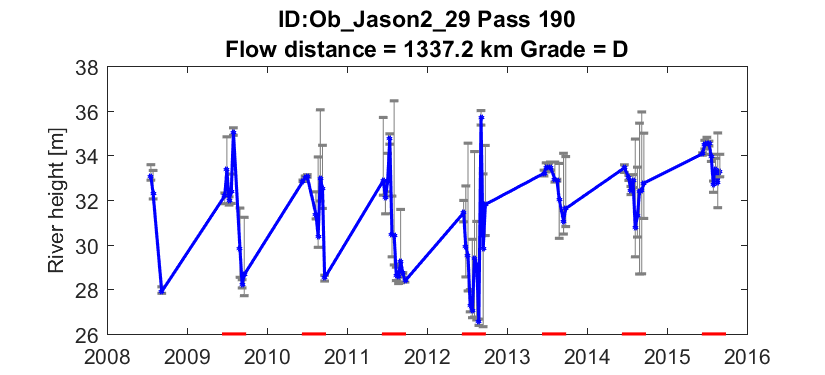 ID:Ob_Jason2_29 Pass 190
Flow distance = 1337.2 km Grade = D
River height [m]
38
36
34
32
30
28
26
2008 2009 2010 2011 2012 2013 2014 2015 2016